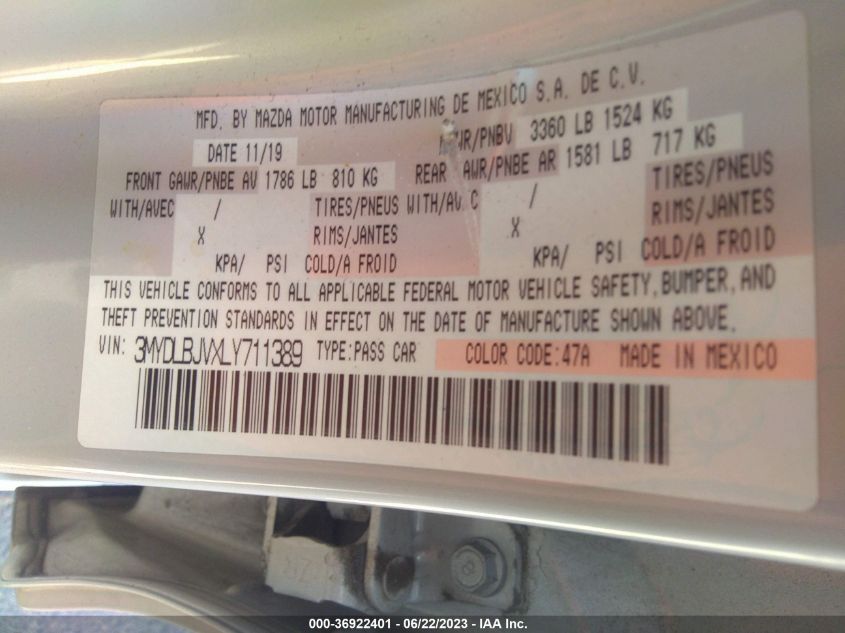 MFD. BY MAZDA MOTOR MANUFACTURING DE MEXICO S.A. DE C.V.
DATE 11/19 WR/PNBV 3360 LB 1524 KG
FRONT GAWR/PNBE AV 1786 LB 810 KG REAR AWR/PNBE AR 1581 LB 717 KG
WITH/AVEC / TIRES/PNEUS WITH/AV C / TIRES/PNEUS
X RIMS/JANTES X RIMS/JANTES
KPA/ PSI COLD/A FROID KPA/ PSI COLD/A FROID
THIS VEHICLE CONFORMS TO ALL APPLICABLE FEDERAL MOTOR VEHICLE SAFETY, BUMPER, AND
THEFT PREVENTION STANDARDS IN EFFECT ON THE DATE OF MANUFACTURE SHOWN ABOVE.
VIN: 3MYDLBJVXLY711389 TYPE:PASS CAR COLOR CODE:47A MADE IN MEXICO
000-36922401 - 06/22/2023 - IAA Inc.